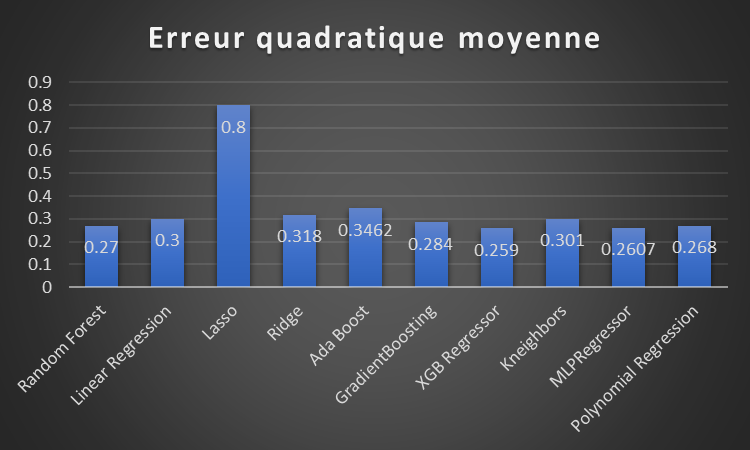 Erreur quadratique moyenne
0.9
0.8
0.7
0.6
0.5
0.4
0.3
0.2
0.1
0
0.27
0.3
0.8
0.318
0.3462
0.284
0.259
0.301
0.2607
0.268
Random Forest
Linear Regression
Lasso
Ridge
Ada Boost
GradientBoosting
XGB Regressor
Kneighbors
MLPRegressor
Polynomial Regression